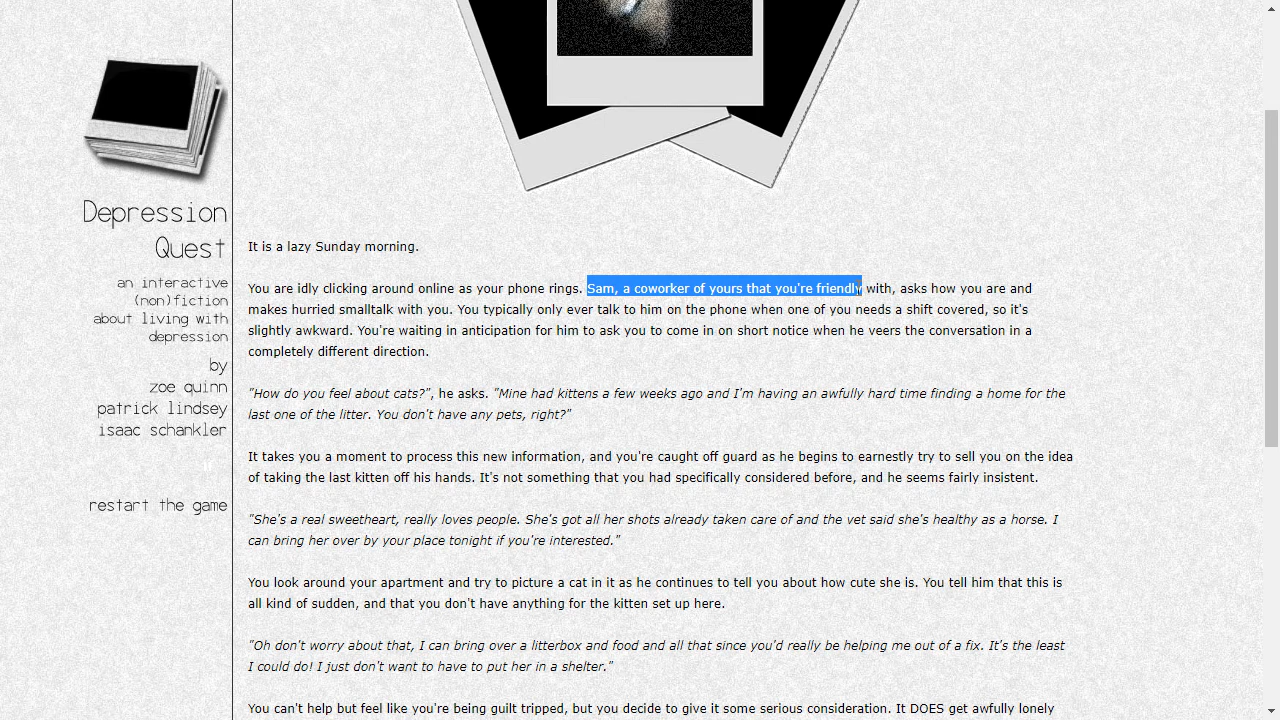 Depression
Quest
an interactive
(non)fiction
about living with
depression
by
zoe quinn
patrick lindsey
isaac schankler
restart the game
It is a lazy Sunday morning.
You are idly clicking around online as your phone rings. Sam, a coworker of yours that you're friendly with, asks how you are and
makes hurried smalltalk with you. You typically only ever talk to him on the phone when one of you needs a shift covered, so it's
slightly awkward. You're waiting in anticipation for him to ask you to come in on short notice when he veers the conversation in a
completely different direction.
"How do you feel about cats?", he asks. "Mine had kittens a few weeks ago and I'm having an awfully hard time finding a home for the
last one of the litter. You don't have any pets, right?"
It takes you a moment to process this new information, and you're caught off guard as he begins to earnestly try to sell you on the idea
of taking the last kitten off his hands. It's not something that you had specifically considered before, and he seems fairly insistent.
"She's a real sweetheart, really loves people. She's got all her shots already taken care of and the vet said she's healthy as a horse. I
can bring her over by your place tonight if you're interested."
You look around your apartment and try to picture a cat in it as he continues to tell you about how cute she is. You tell him that this is
all kind of sudden, and that you don't have anything for the kitten set up here.
"Oh don't worry about that, I can bring over a litterbox and food and all that since you'd really be helping me out of a fix. It's the least
I could do! I just don't want to have to put her in a shelter."
You can't help but feel like you're being guilt tripped, but you decide to give it some serious consideration. It DOES get awfully lonely